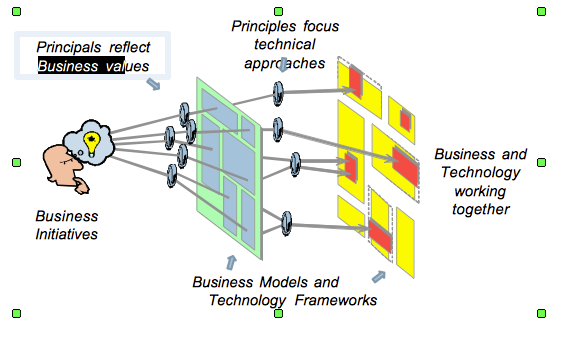 Principals reflect
Business values
Principles focus
technical
approaches
Business and
Technology
working
together
Business
Initiatives
Business Models and
Technology Frameworks